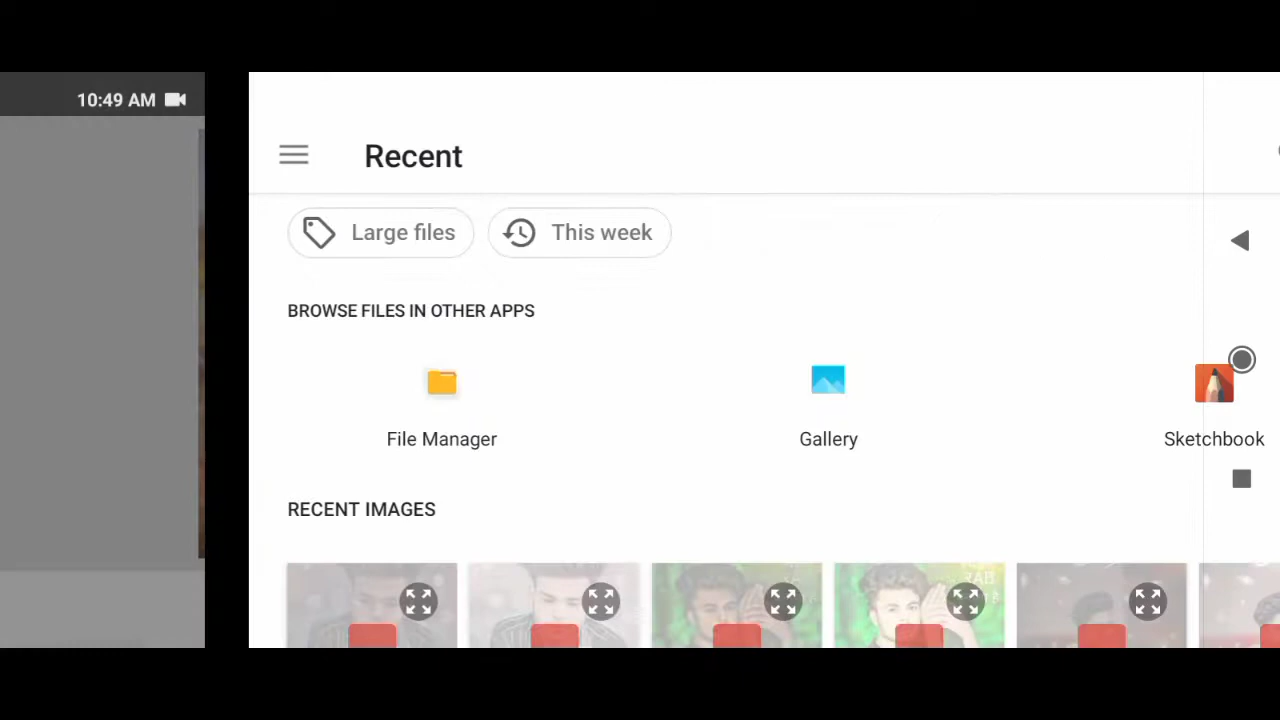 10:49 AM
Recent
Large files
This week
BROWSE FILES IN OTHER APPS
File Manager
Gallery
Sketchbook
RECENT IMAGES